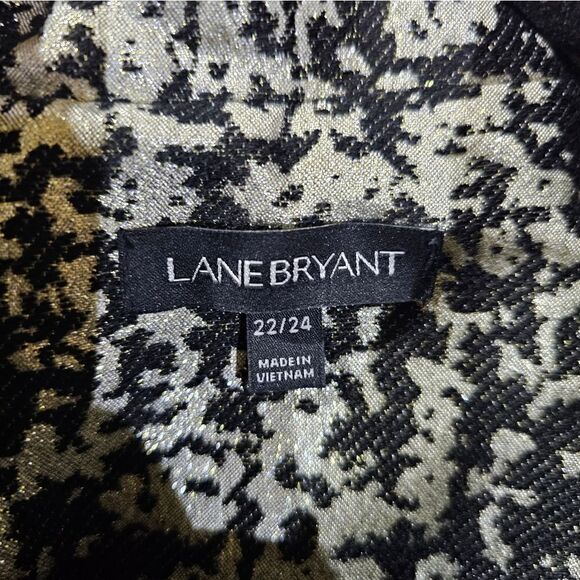 LANE BRYANT
22/24
MADE IN
VIETNAM